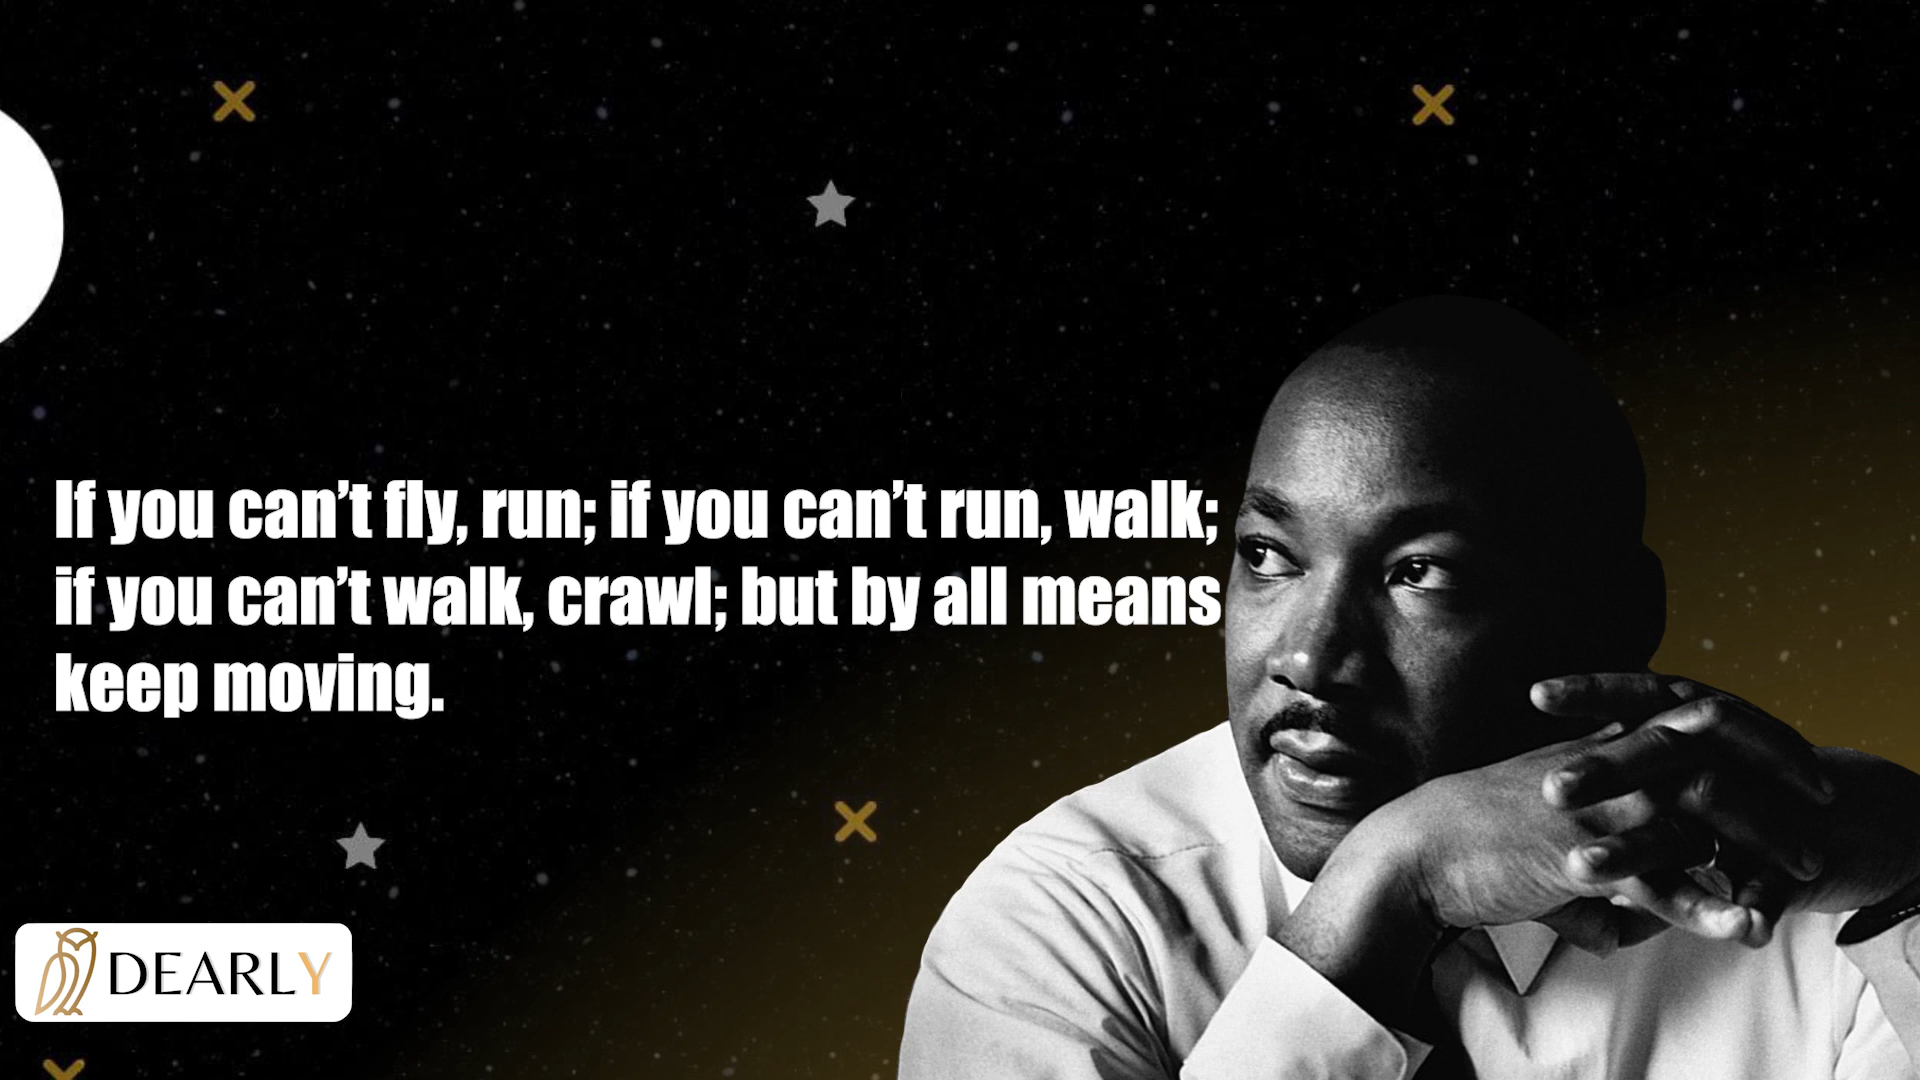 If you can’t fly, run; if you can’t run, walk;
if you can’t walk, crawl; but by all means
keep moving.
DEARLY